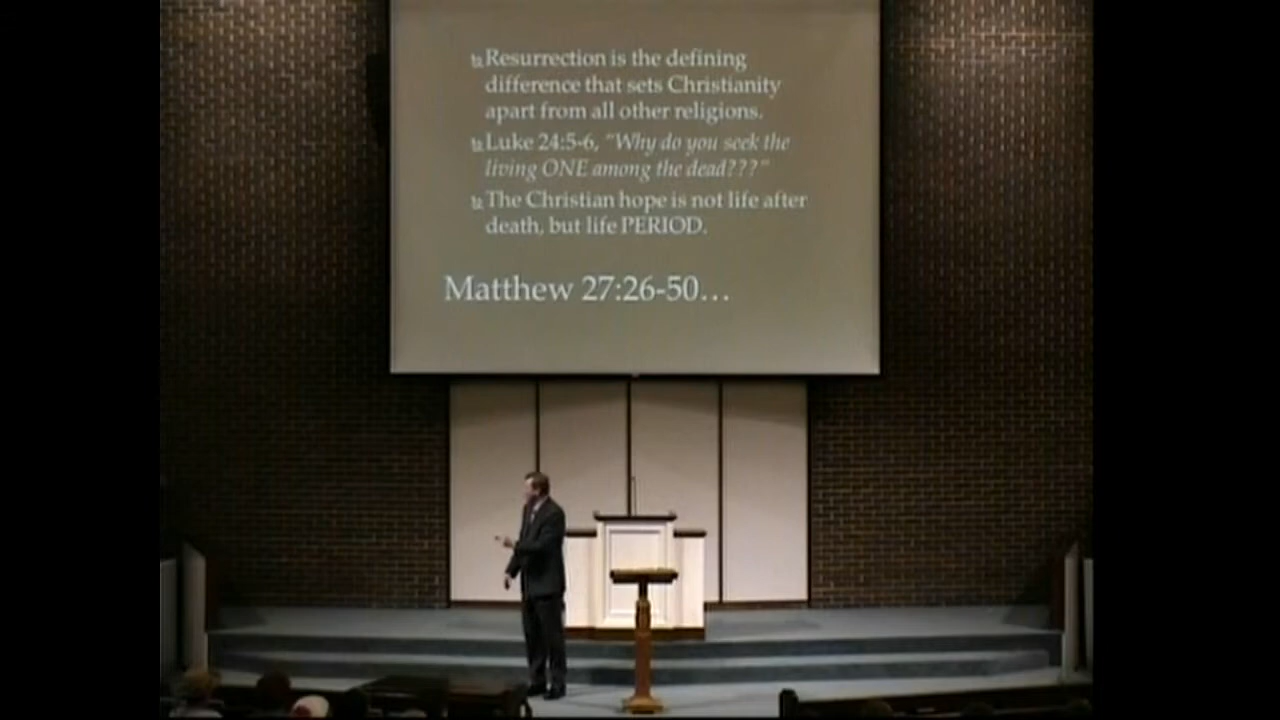 Resurrection is the defining
difference that sets Christianity
apart from all other religions.
Luke 24:5-6, "Why do you seek the
living ONE among the dead???"
The Christian hope is not life after
death, but life PERIOD.
Matthew 27:26-50…